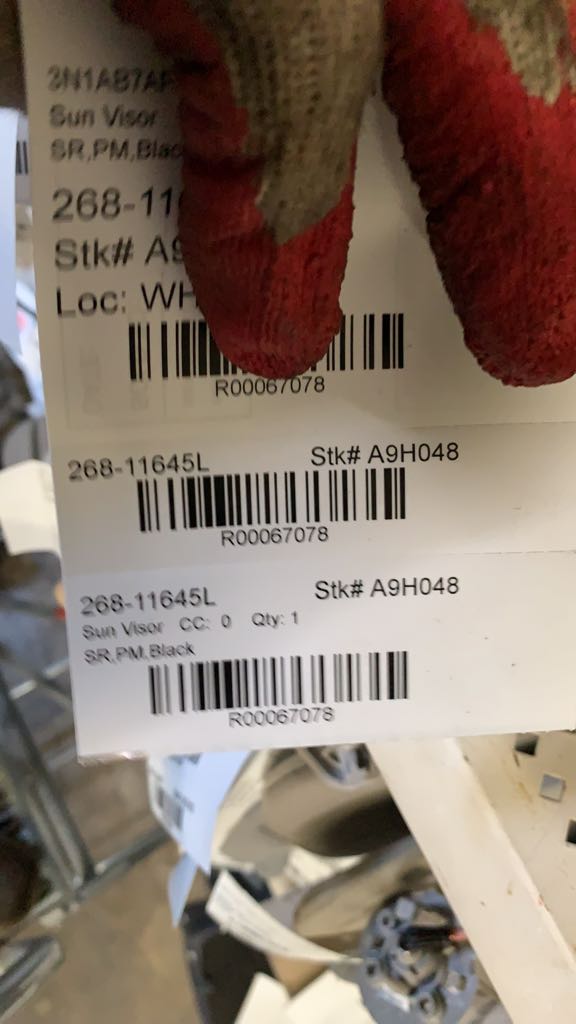 3N1AB7AP
Sun Visor
SR,PM,Black
268-11
Stk# A9
Loc: WH
R00067078
268-11645L Stk# A9H048
R00067078
268-11645L Stk# A9H048
Sun Visor CC: 0 Qty: 1
SR,PM,Black
R00067078